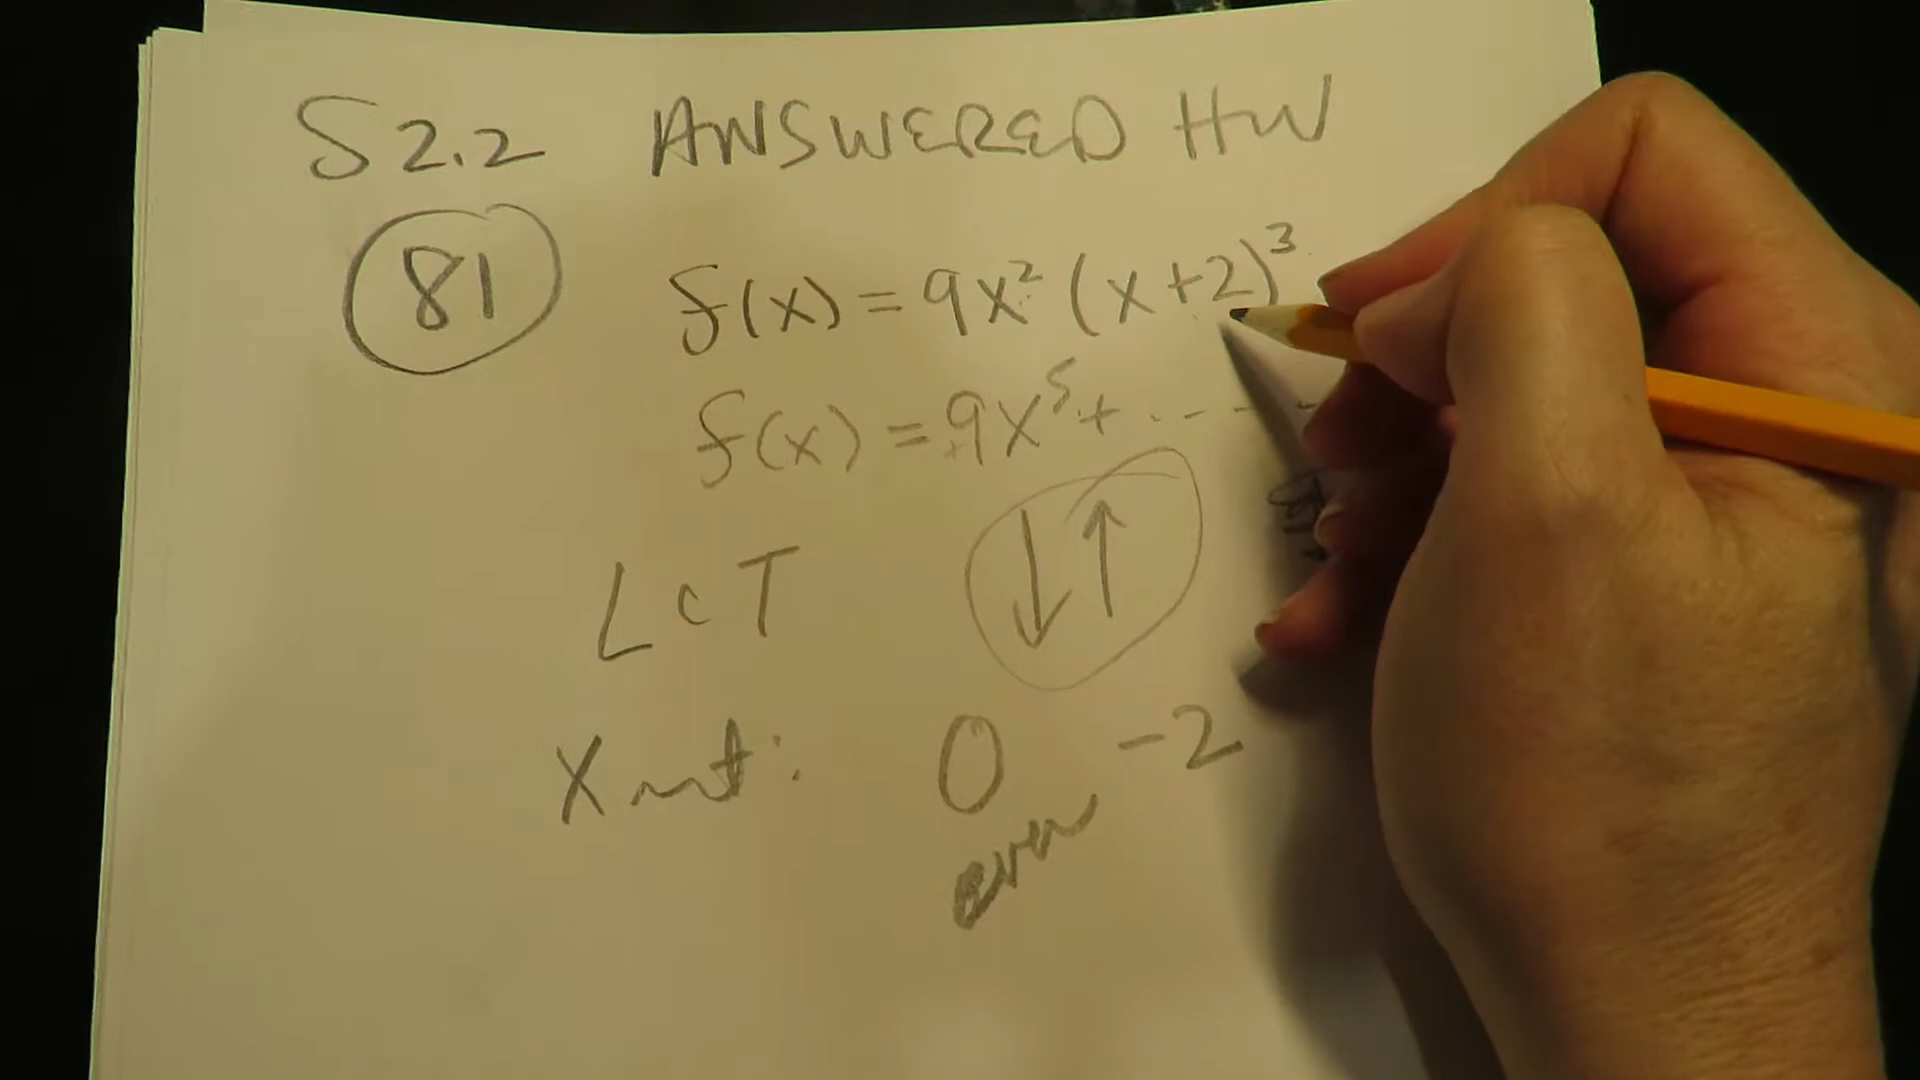 S 2.2 ANSWERED HW
81 f(x) = 9x² (x+2)³
f(x) = 9x⁵ + .. - - -
LCT ↓↑
X int: 0 -2
even